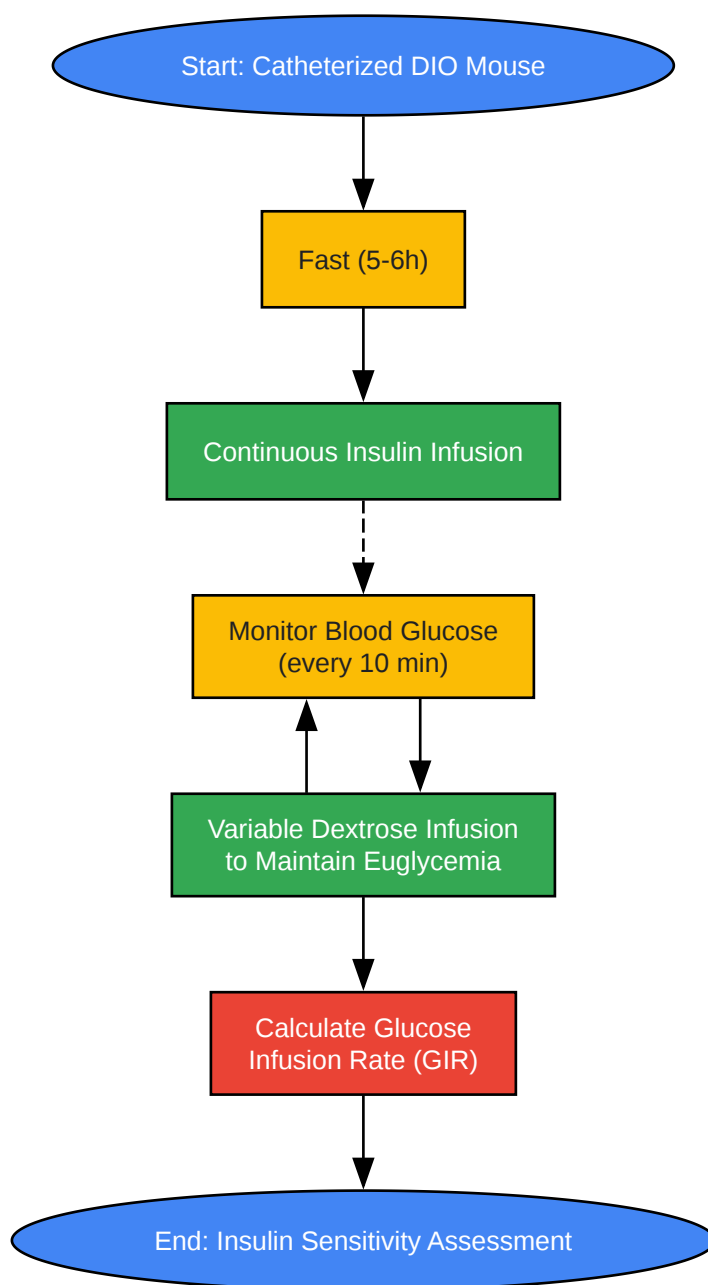 Start: Catheterized DIO Mouse
Fast (5-6h)
Continuous Insulin Infusion
Monitor Blood Glucose
(every 10 min)
Variable Dextrose Infusion
to Maintain Euglycemia
Calculate Glucose
Infusion Rate (GIR)
End: Insulin Sensitivity Assessment